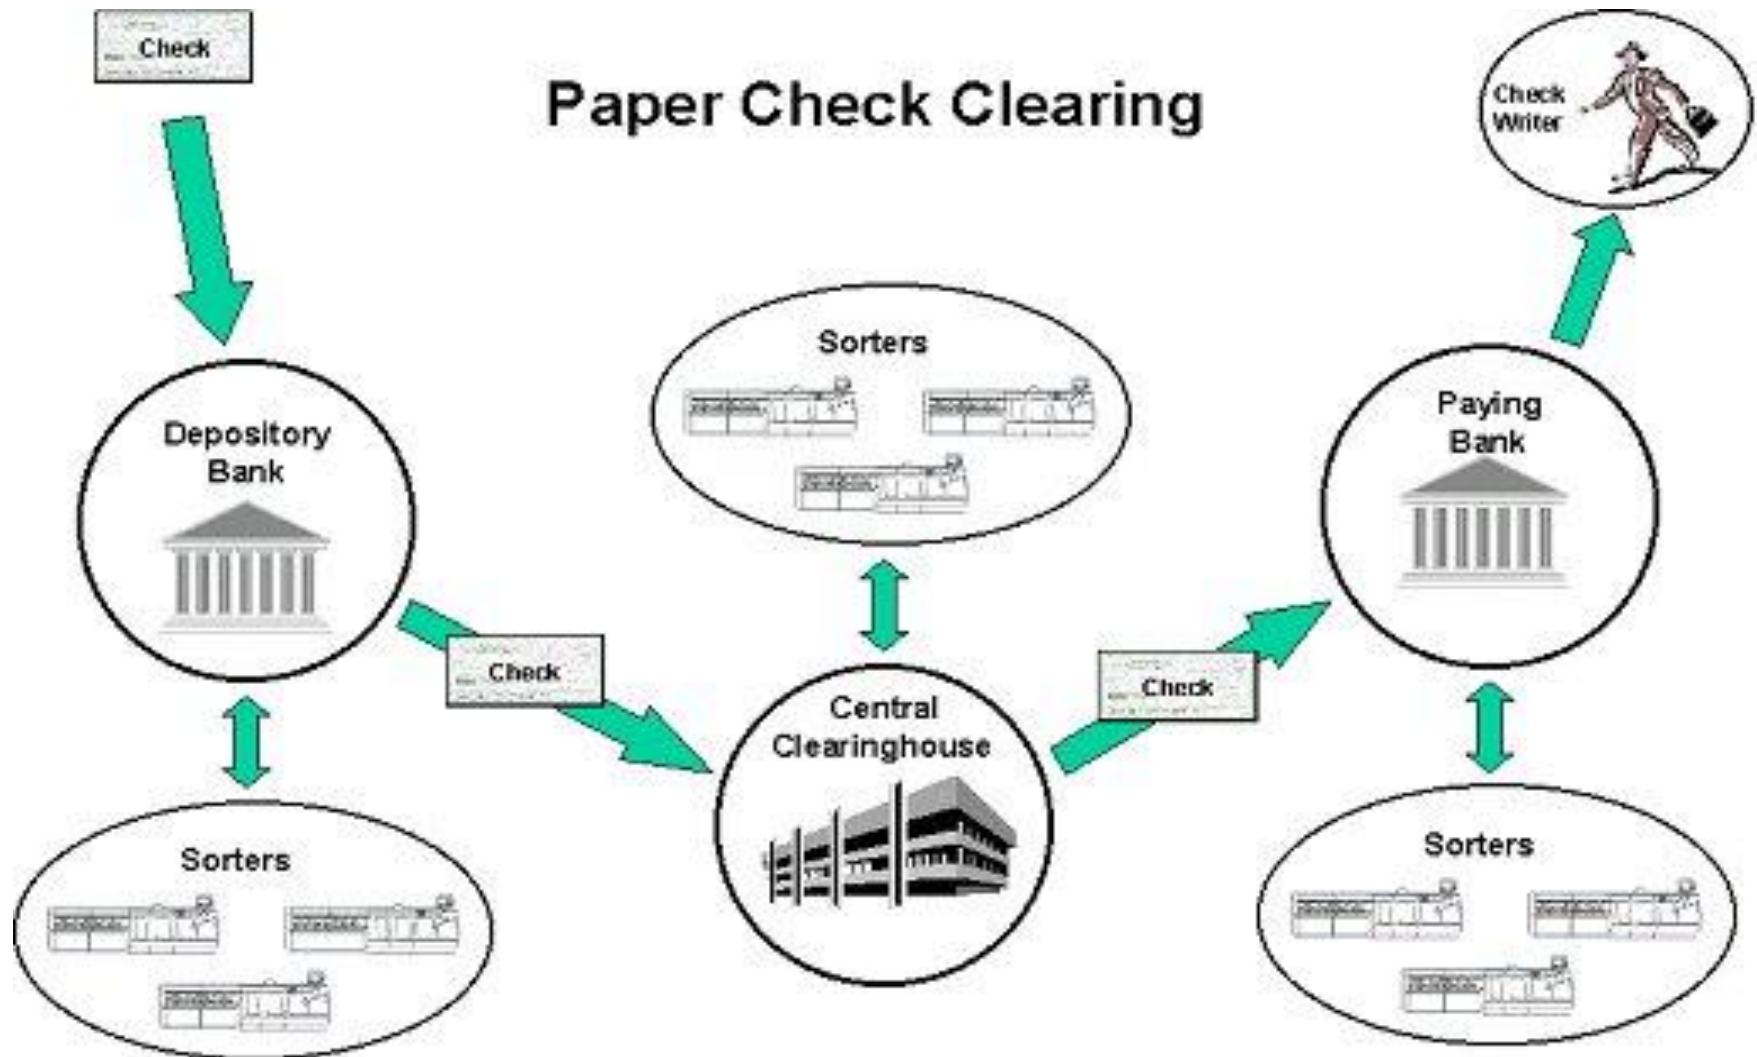 Check
Paper Check Clearing
Check
Writer
Sorters
Depository
Bank
Paying
Bank
Check
Check
Central
Clearinghouse
Sorters
Sorters